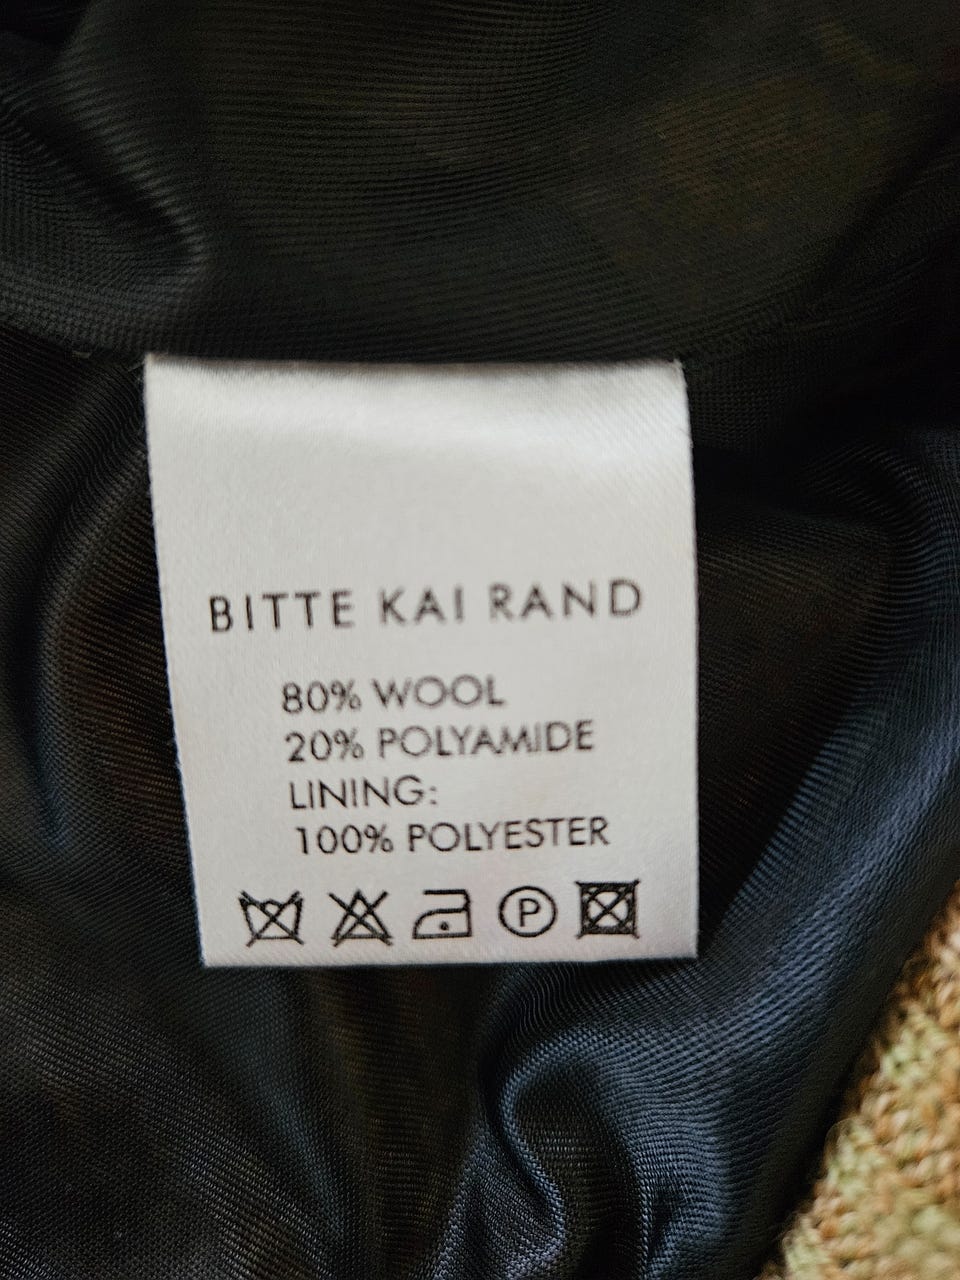 BITTE KAI RAND
80% WOOL
20% POLYAMIDE
LINING:
100% POLYESTER
P